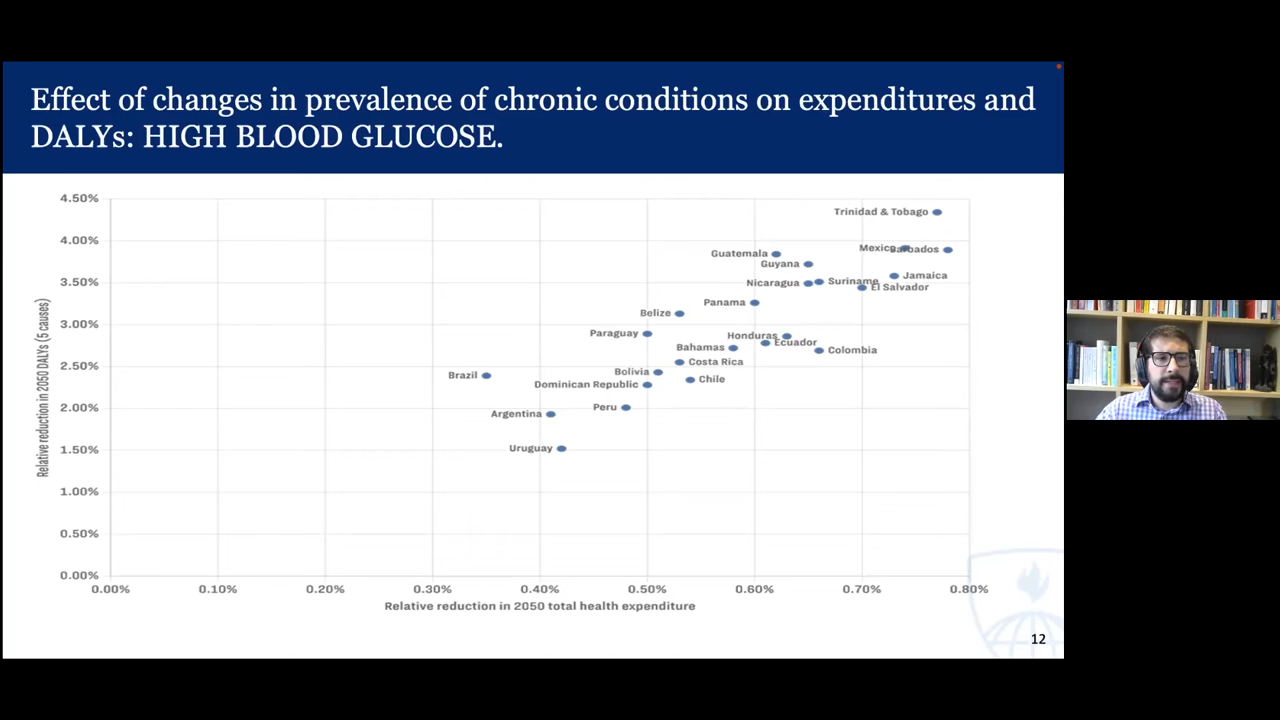 Effect of changes in prevalence of chronic conditions on expenditures and
DALYs: HIGH BLOOD GLUCOSE.
Relative reduction in 2050 DALYs (5 causes)
4.50%
4.00%
3.50%
3.00%
2.50%
2.00%
1.50%
1.00%
0.50%
0.00%
Trinidad & Tobago
Mexico
Barbados
Guatemala
Guyana
Jamaica
Nicaragua
Suriname
El Salvador
Panama
Belize
Paraguay
Honduras
Ecuador
Bahamas
Colombia
Costa Rica
Bolivia
Brazil
Chile
Dominican Republic
Peru
Argentina
Uruguay
0.00% 0.10% 0.20% 0.30% 0.40% 0.50% 0.60% 0.70% 0.80%
Relative reduction in 2050 total health expenditure
12